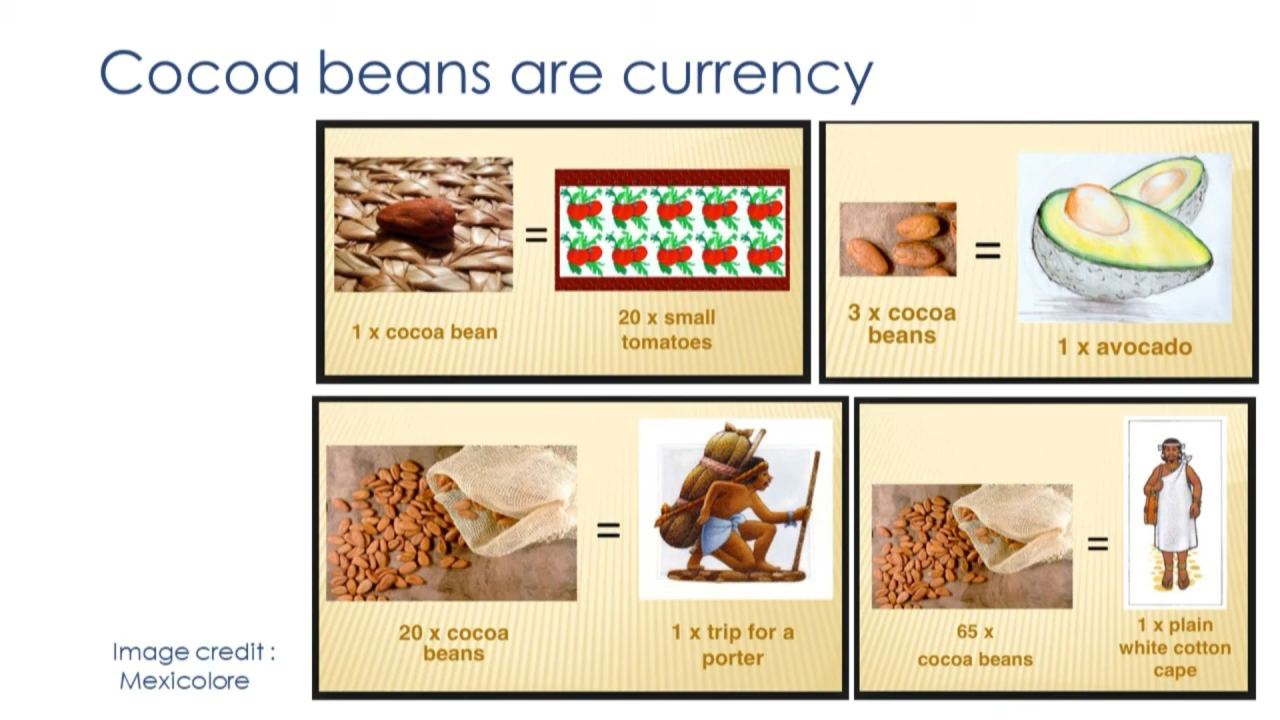 Cocoa beans are currency
=
1 x cocoa bean
20 x small
tomatoes
=
3 x cocoa
beans
1 x avocado
=
20 x cocoa
beans
1 x trip for a
porter
=
65 x
cocoa beans
1 x plain
white cotton
cape
Image credit :
Mexicolore